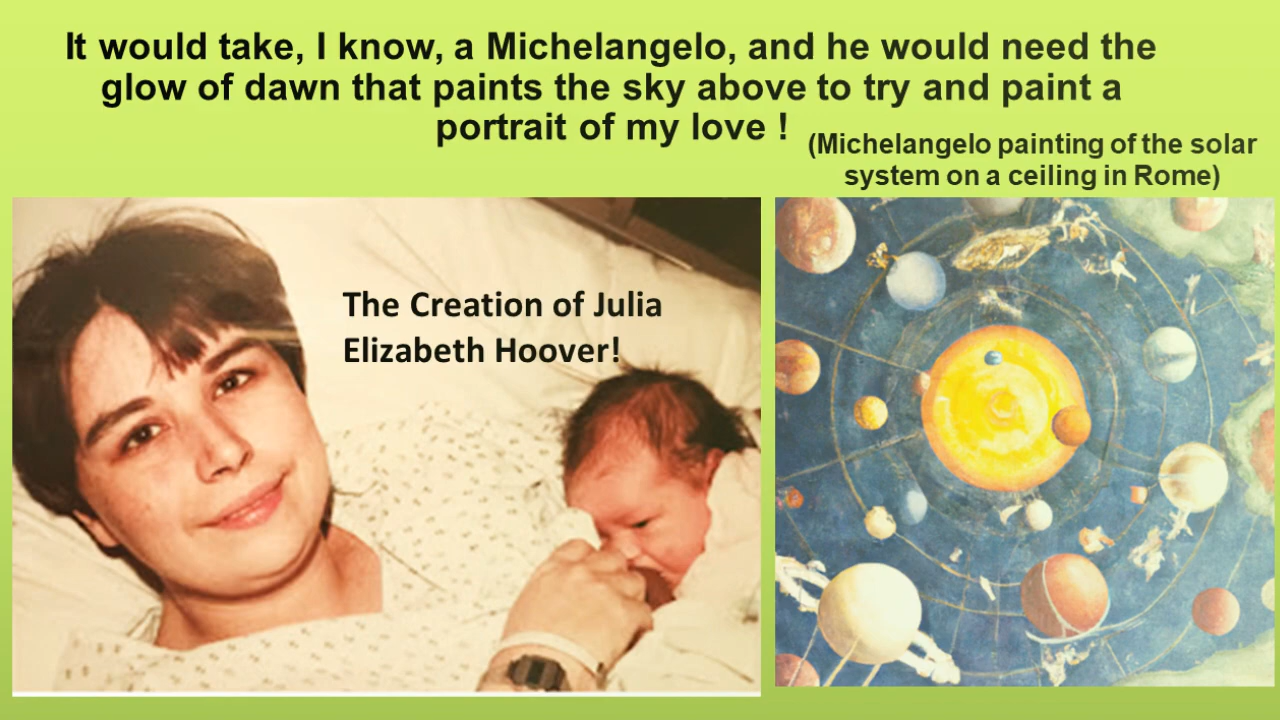 It would take, I know, a Michelangelo, and he would need the
glow of dawn that paints the sky above to try and paint a
portrait of my love !
(Michelangelo painting of the solar
system on a ceiling in Rome)
The Creation of Julia
Elizabeth Hoover!